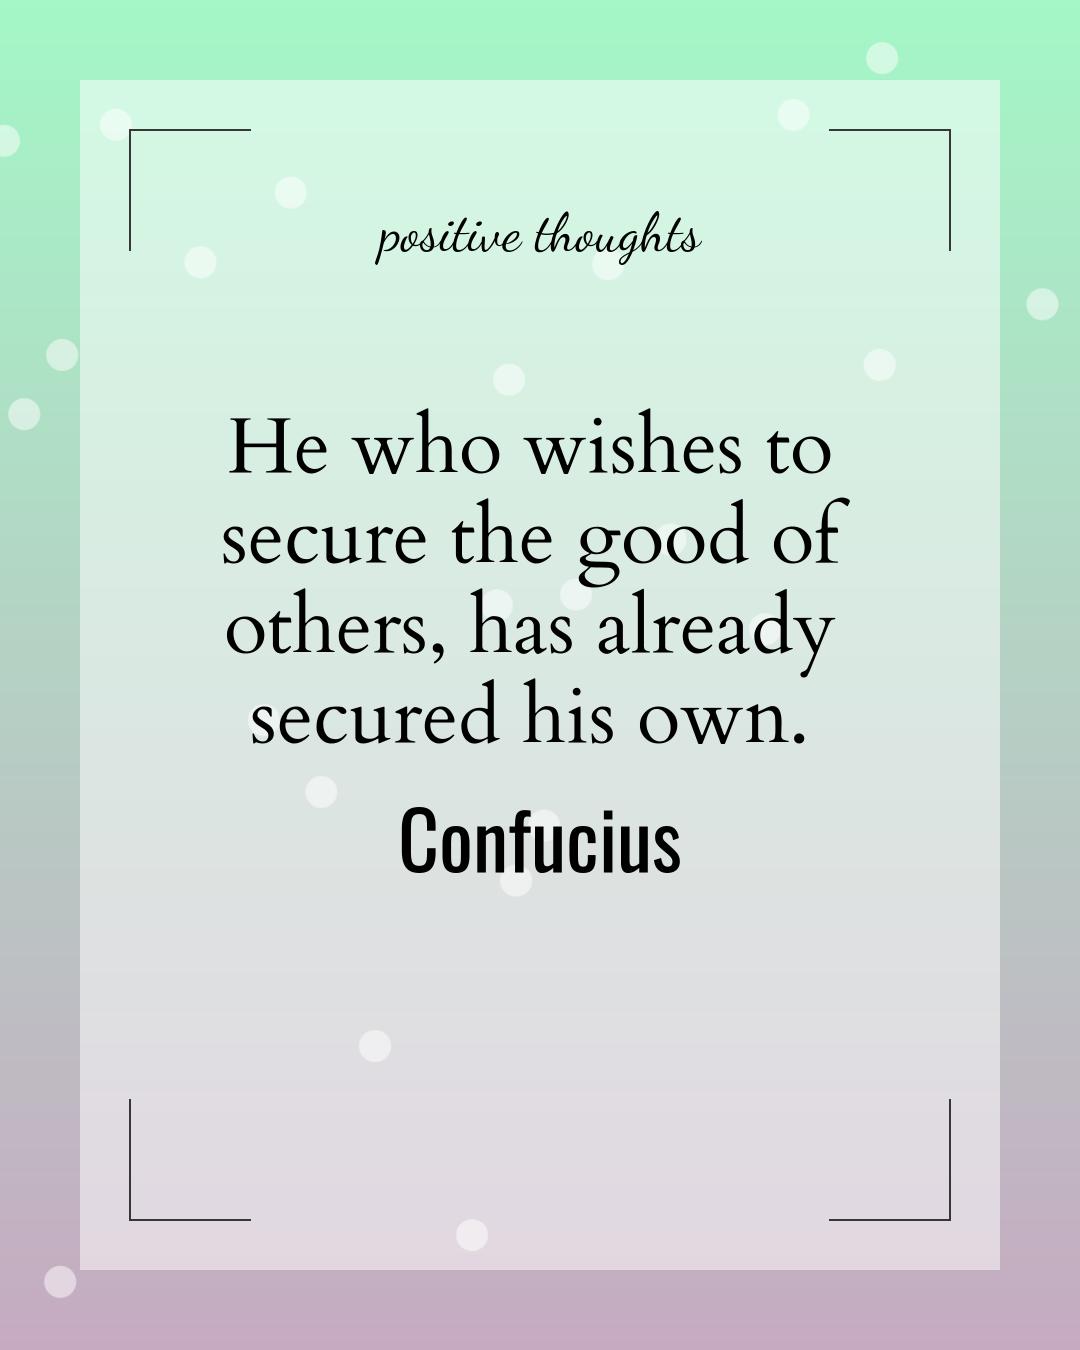 positive thoughts
He who wishes to
secure the good of
others, has already
secured his own.
Confucius